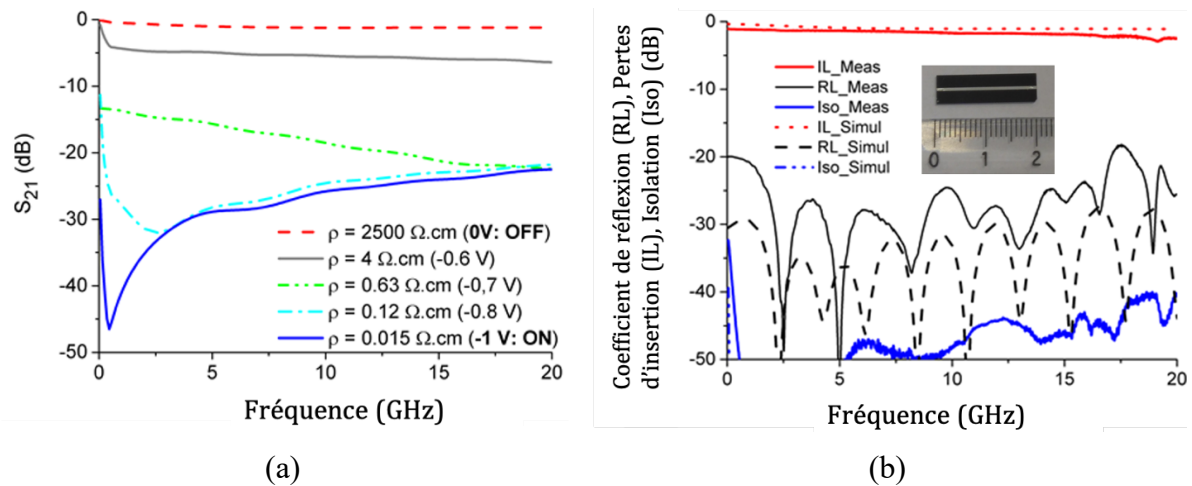 S21 (dB)
0
-10
-20
-30
-40
-50
ρ = 2500 Ω.cm (0V: OFF)
ρ = 4 Ω.cm (-0.6 V)
ρ = 0.63 Ω.cm (-0,7 V)
ρ = 0.12 Ω.cm (-0.8 V)
ρ = 0.015 Ω.cm (-1 V: ON)
0 5 10 15 20
Fréquence (GHz)
(a)
Coefficient de réflexion (RL), Pertes
d’insertion (IL), Isolation (Iso) (dB)
0
-10
-20
-30
-40
-50
IL_Meas
RL_Meas
Iso_Meas
IL_Simul
RL_Simul
Iso_Simul
0 1 2
0 5 10 15 20
Fréquence (GHz)
(b)